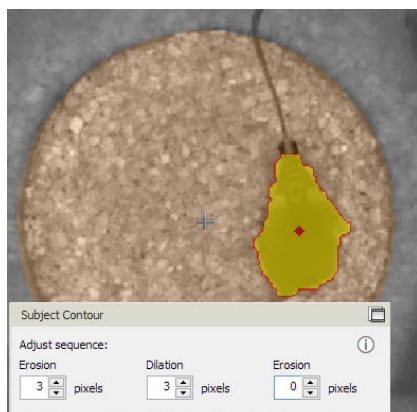 Subject Contour
Adjust sequence:
Erosion Dilation Erosion
3 pixels 3 pixels 0 pixels